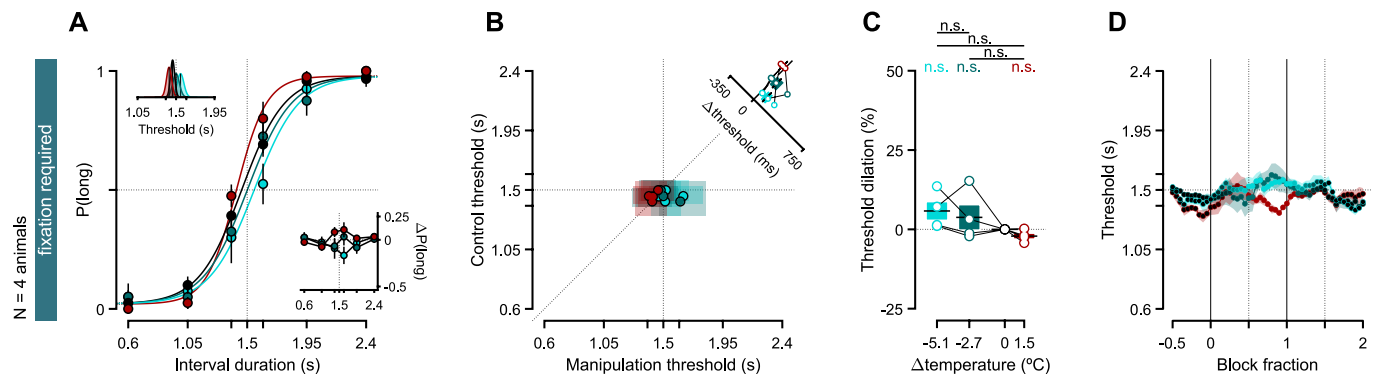 A
B
C
D
N = 4 animals
fixation required
P(long)
1
0
0.6
1.05
1.5
1.95
2.4
Interval duration (s)
1.05
1.5
1.95
Threshold (s)
0.25
0
-0.5
ΔP(long)
0.6
1.5
2.4
Control threshold (s)
2.4
1.95
1.5
1.05
0.6
0.6
1.05
1.5
1.95
2.4
Manipulation threshold (s)
-350
0
750
Δthreshold (ms)
n.s.
n.s.
n.s.
n.s.
n.s.
n.s.
Threshold dilation (%)
50
25
0
-25
-5.1
-2.7
0
1.5
Δtemperature (ºC)
Threshold (s)
2.4
1.95
1.5
1.05
0.6
-0.5
0
0.5
1
1.5
2
Block fraction